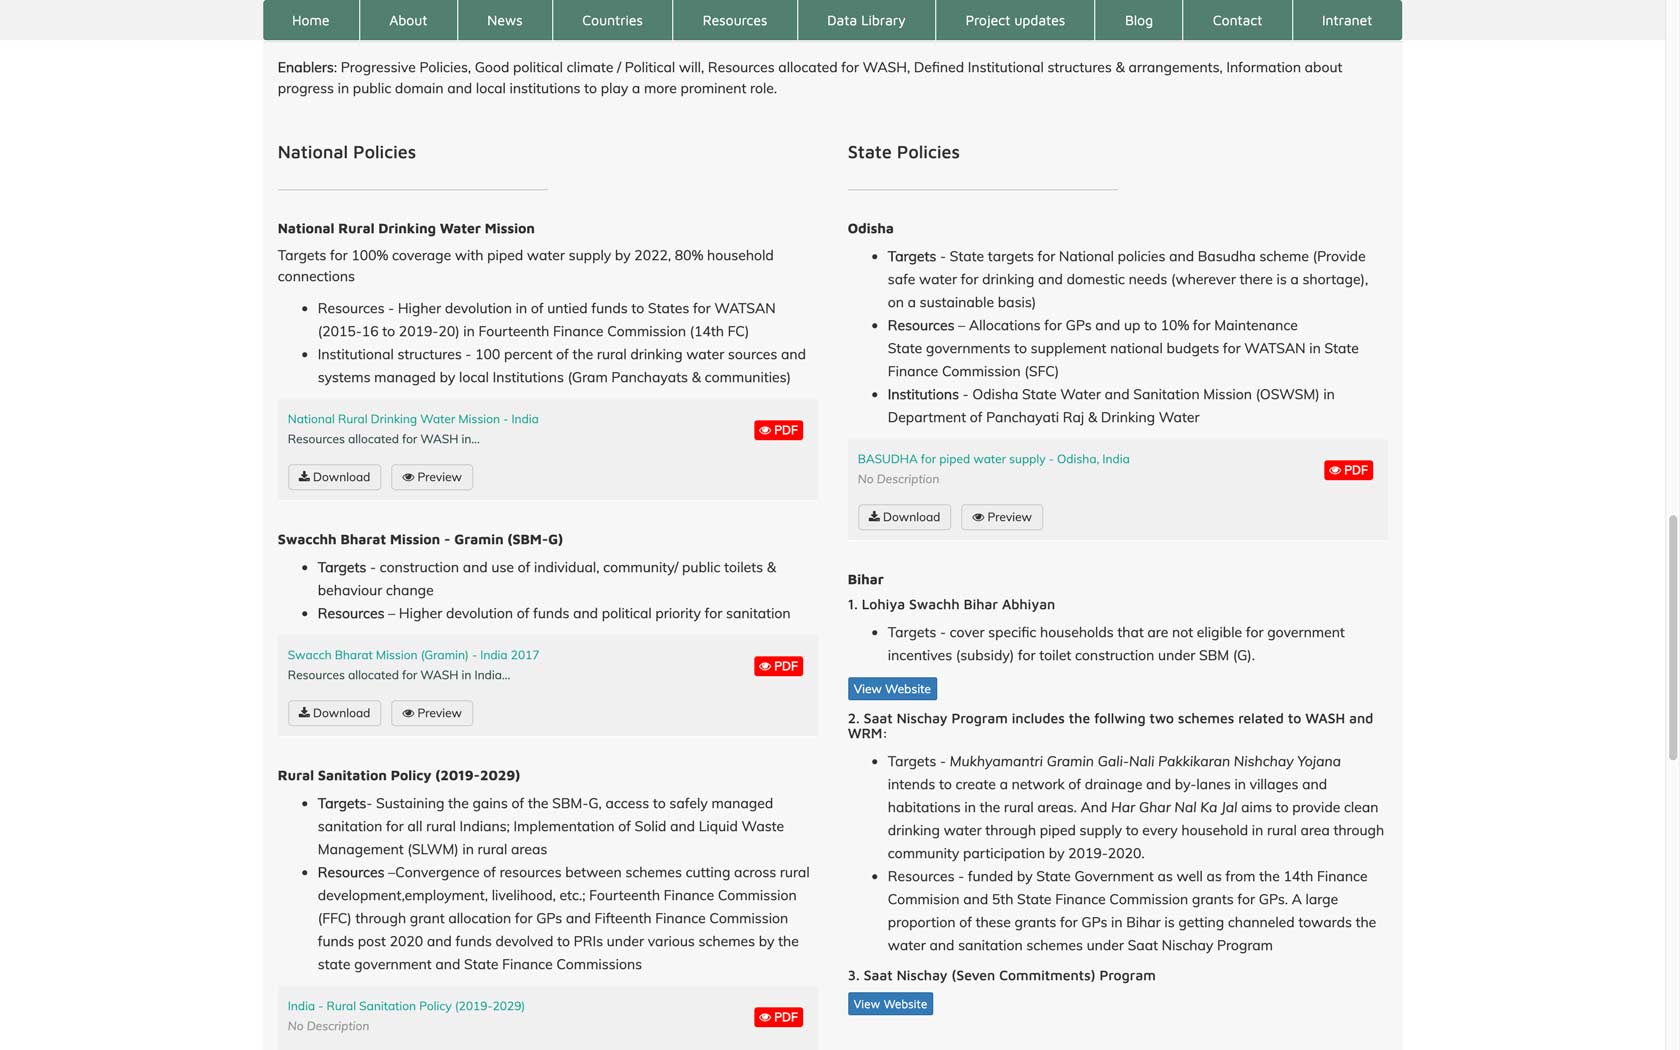 Home About News Countries Resources Data Library Project updates Blog Contact Intranet
Enablers: Progressive Policies, Good political climate / Political will, Resources allocated for WASH, Defined Institutional structures & arrangements, Information about
progress in public domain and local institutions to play a more prominent role.
National Policies
National Rural Drinking Water Mission
Targets for 100% coverage with piped water supply by 2022, 80% household
connections
• Resources - Higher devolution in of untied funds to States for WATSAN
(2015-16 to 2019-20) in Fourteenth Finance Commission (14th FC)
• Institutional structures - 100 percent of the rural drinking water sources and
systems managed by local Institutions (Gram Panchayats & communities)
National Rural Drinking Water Mission - India
PDF
Resources allocated for WASH in...
Download Preview
Swacchh Bharat Mission - Gramin (SBM-G)
• Targets - construction and use of individual, community/ public toilets &
behaviour change
• Resources – Higher devolution of funds and political priority for sanitation
Swacch Bharat Mission (Gramin) - India 2017
PDF
Resources allocated for WASH in India...
Download Preview
Rural Sanitation Policy (2019-2029)
• Targets- Sustaining the gains of the SBM-G, access to safely managed
sanitation for all rural Indians; Implementation of Solid and Liquid Waste
Management (SLWM) in rural areas
• Resources –Convergence of resources between schemes cutting across rural
development,employment, livelihood, etc.; Fourteenth Finance Commission
(FFC) through grant allocation for GPs and Fifteenth Finance Commission
funds post 2020 and funds devolved to PRIs under various schemes by the
state government and State Finance Commissions
India - Rural Sanitation Policy (2019-2029)
PDF
No Description
State Policies
Odisha
• Targets - State targets for National policies and Basudha scheme (Provide
safe water for drinking and domestic needs (wherever there is a shortage),
on a sustainable basis)
• Resources – Allocations for GPs and up to 10% for Maintenance
State governments to supplement national budgets for WATSAN in State
Finance Commission (SFC)
• Institutions - Odisha State Water and Sanitation Mission (OSWSM) in
Department of Panchayati Raj & Drinking Water
BASUDHA for piped water supply - Odisha, India
PDF
No Description
Download Preview
Bihar
1. Lohiya Swachh Bihar Abhiyan
• Targets - cover specific households that are not eligible for government
incentives (subsidy) for toilet construction under SBM (G).
View Website
2. Saat Nischay Program includes the follwing two schemes related to WASH and
WRM:
• Targets - Mukhyamantri Gramin Gali-Nali Pakkikaran Nishchay Yojana
intends to create a network of drainage and by-lanes in villages and
habitations in the rural areas. And Har Ghar Nal Ka Jal aims to provide clean
drinking water through piped supply to every household in rural area through
community participation by 2019-2020.
• Resources - funded by State Government as well as from the 14th Finance
Commision and 5th State Finance Commission grants for GPs. A large
proportion of these grants for GPs in Bihar is getting channeled towards the
water and sanitation schemes under Saat Nischay Program
3. Saat Nischay (Seven Commitments) Program
View Website